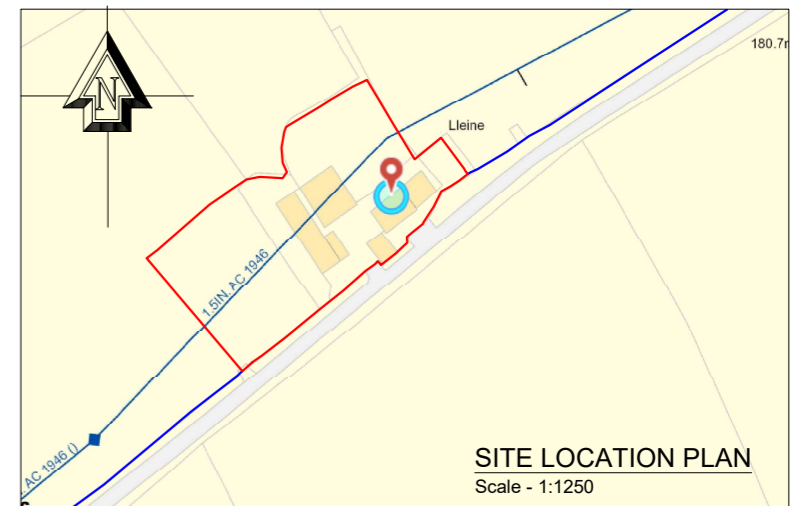 180.7
N
Lleine
1.5IN. AC 1946
AC 1946 ()
SITE LOCATION PLAN
Scale - 1:1250